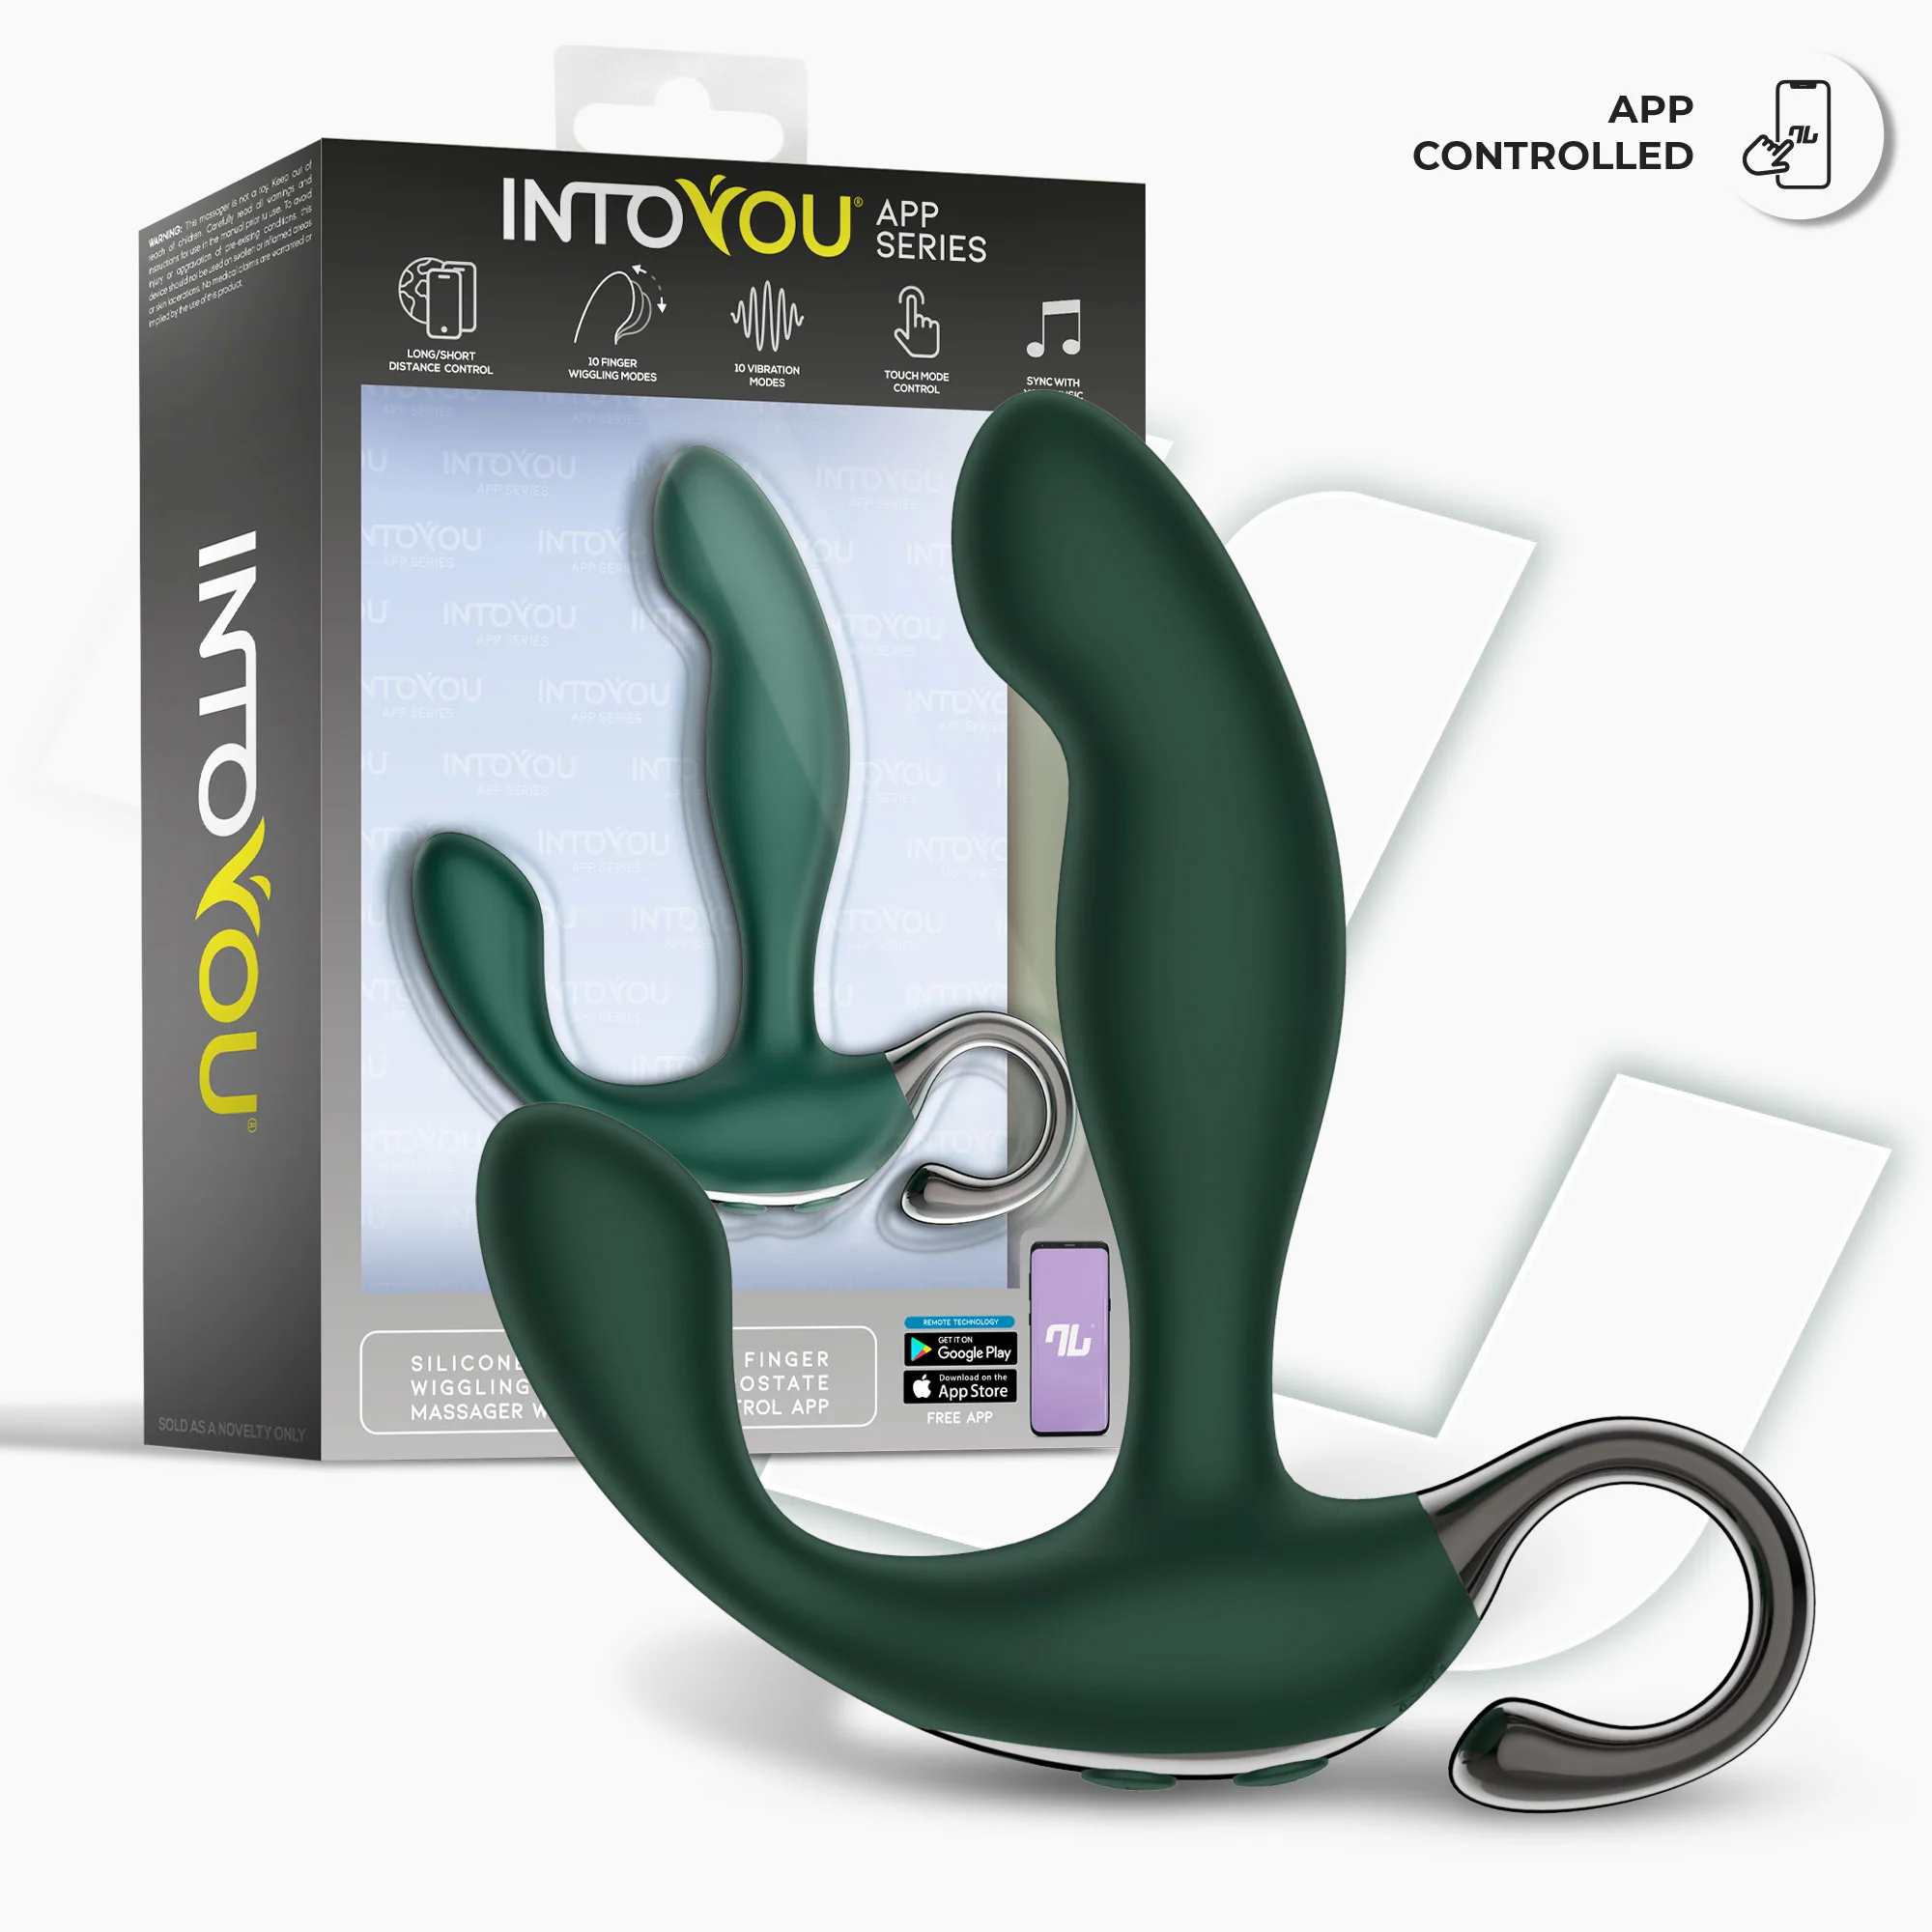 APP
CONTROLLED
INTOYOU® APP
SERIES
LONG/SHORT
DISTANCE CONTROL
10 FINGER
WIGGLING MODES
10 VIBRATION
MODES
TOUCH MODE
CONTROL
SYNC WITH
WARNING: This massager is not a toy. Keep out of
reach of children. Carefully read all warnings and
instructions for use in the manual prior to use. To avoid
injury or aggravation of pre-existing conditions, this
device should not be used on swollen or inflamed areas
or skin lacerations. No medical claims are warranted or
implied by the use of this product.
INTOYOU®
SOLD AS A NOVELTY ONLY
INTOYOU
APP SERIES
SILICONE FINGER
WIGGLING
MASSAGER APP
REMOTE TECHNOLOGY
GET IT ON
Google Play
Download on the
App Store
FREE APP